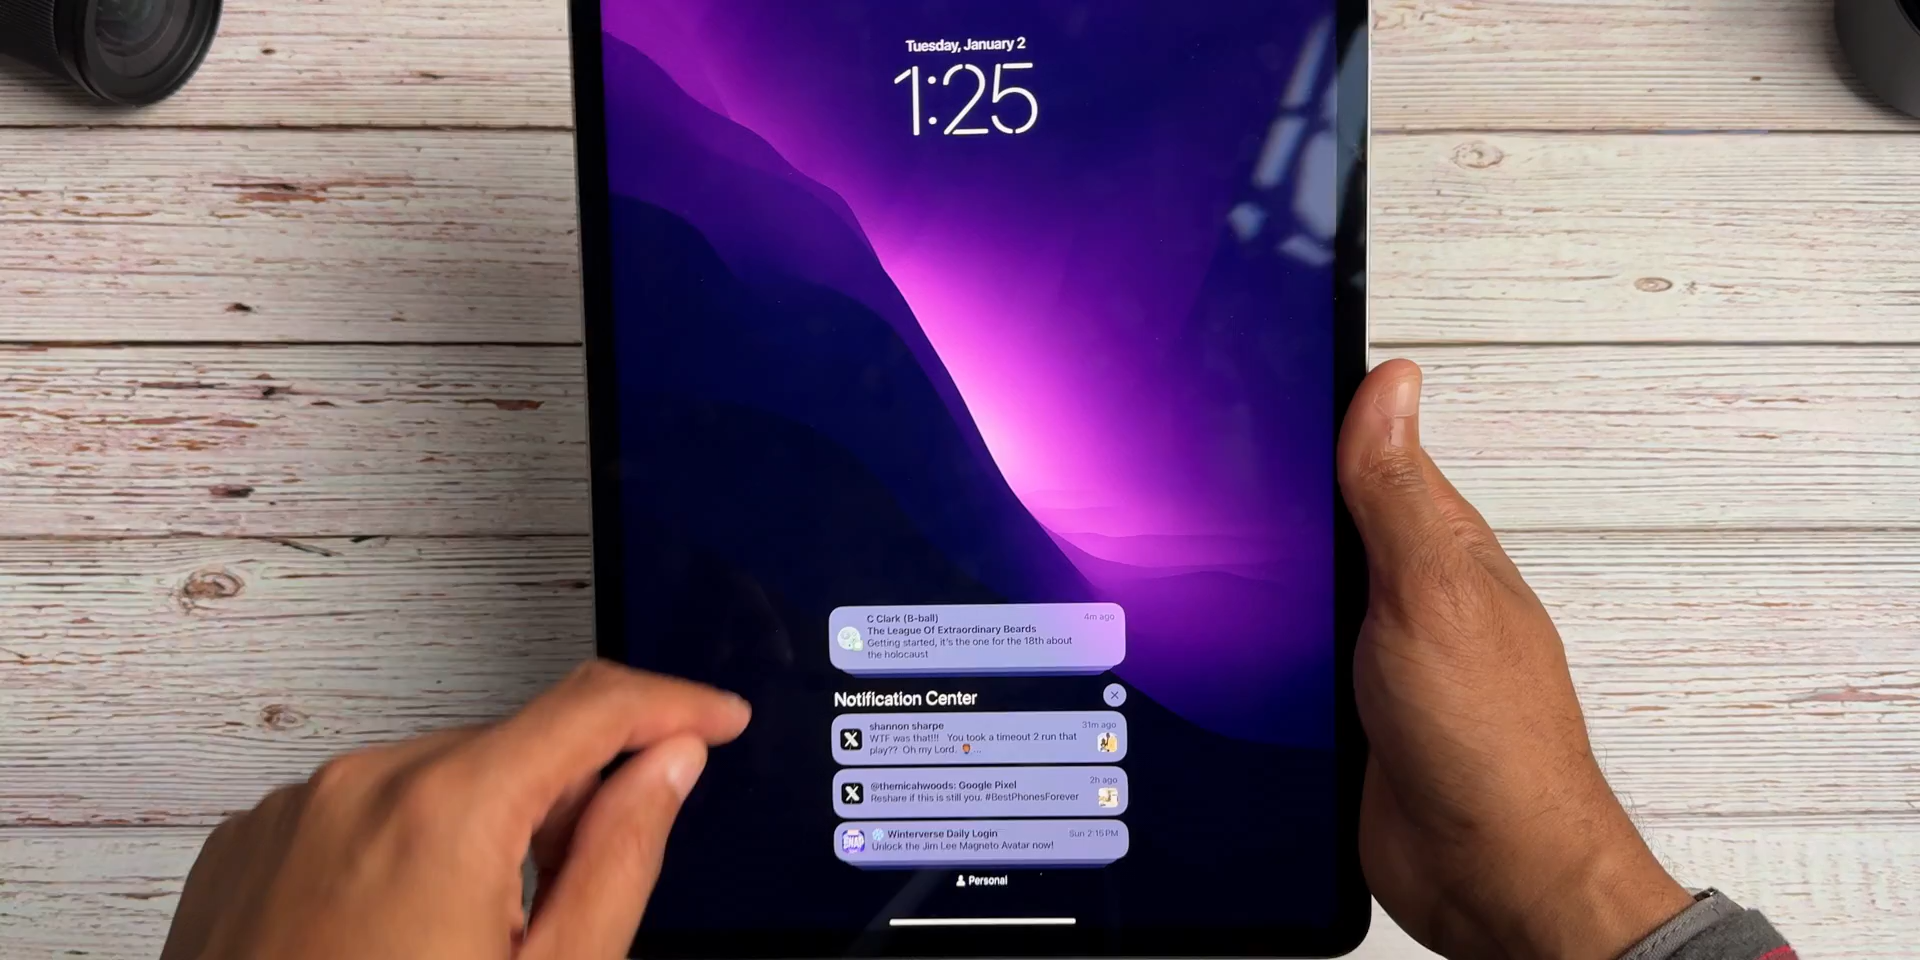 Tuesday, January 2
1:25
C Clark (B-ball) 4m ago
The League Of Extraordinary Beards
Getting started, it's the one for the 18th about
the holocaust
Notification Center
shannon sharpe 31m ago
WTF was that!!! You took a timeout 2 run that
play?? Oh my Lord. 🤦🏾...
@themicahwoods: Google Pixel 2h ago
Reshare if this is still you. #BestPhonesForever
SNAP
Winterverse Daily Login Sun 2:15 PM
Unlock the Jim Lee Magneto Avatar now!
Personal